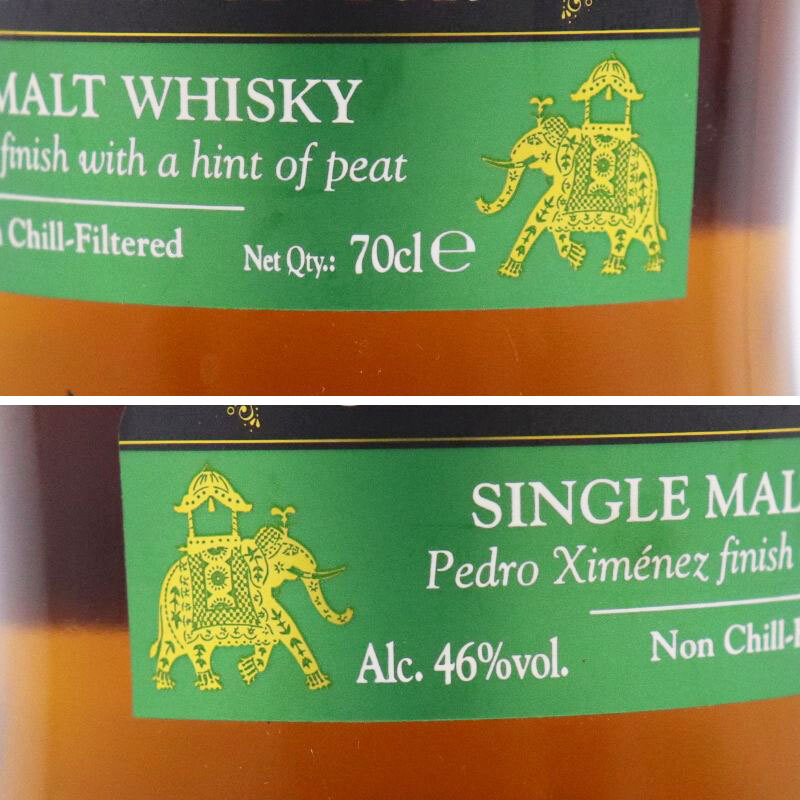 MALT WHISKY
finish with a hint of peat
Chill-Filtered
Net Qty.: 70cl ℮
SINGLE MAL
Pedro Ximénez finish
Alc. 46%vol.
Non Chill-